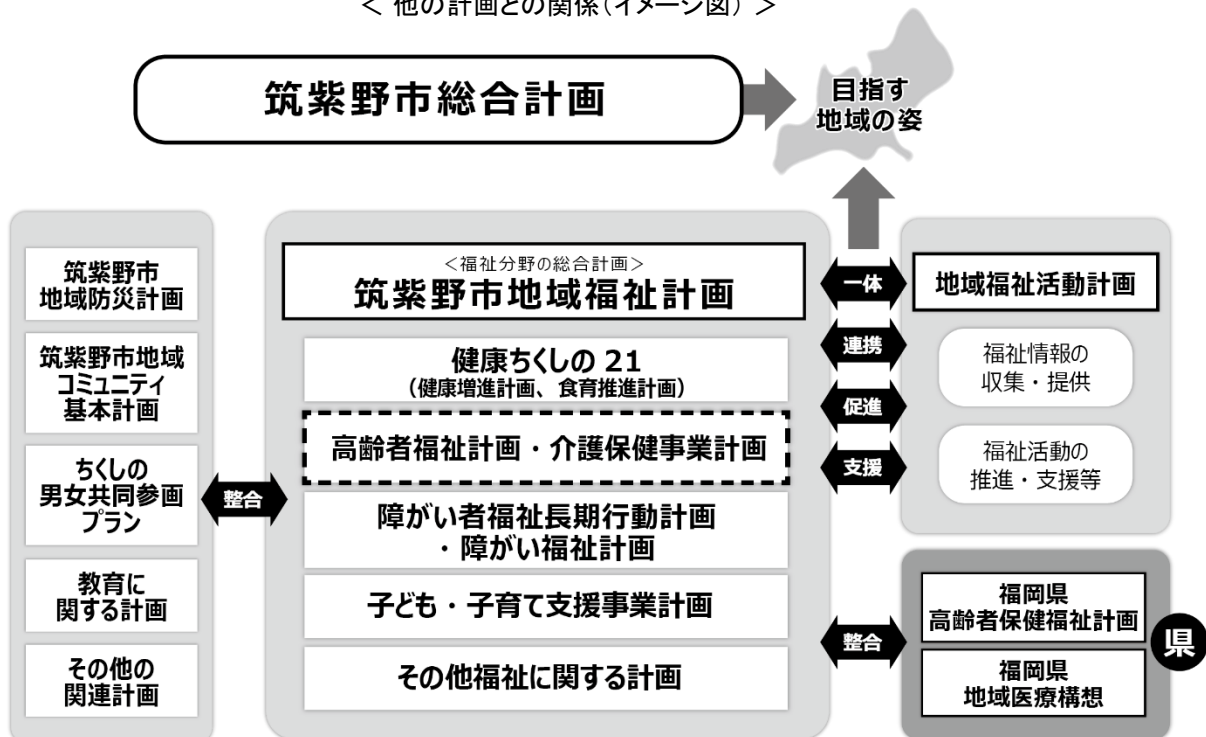 ＜ 他の計画との関係（イメージ図） ＞
筑紫野市総合計画
目指す
地域の姿
筑紫野市
地域防災計画
筑紫野市地域
コミュニティ
基本計画
ちくしの
男女共同参画
プラン
教育に
関する計画
その他の
関連計画
整合
＜福祉分野の総合計画＞
筑紫野市地域福祉計画
健康ちくしの 21
（健康増進計画、食育推進計画）
高齢者福祉計画・介護保健事業計画
障がい者福祉長期行動計画
・障がい福祉計画
子ども・子育て支援事業計画
その他福祉に関する計画
一体
連携
促進
支援
整合
地域福祉活動計画
福祉情報の
収集・提供
福祉活動の
推進・支援等
福岡県
高齢者保健福祉計画
福岡県
地域医療構想
県